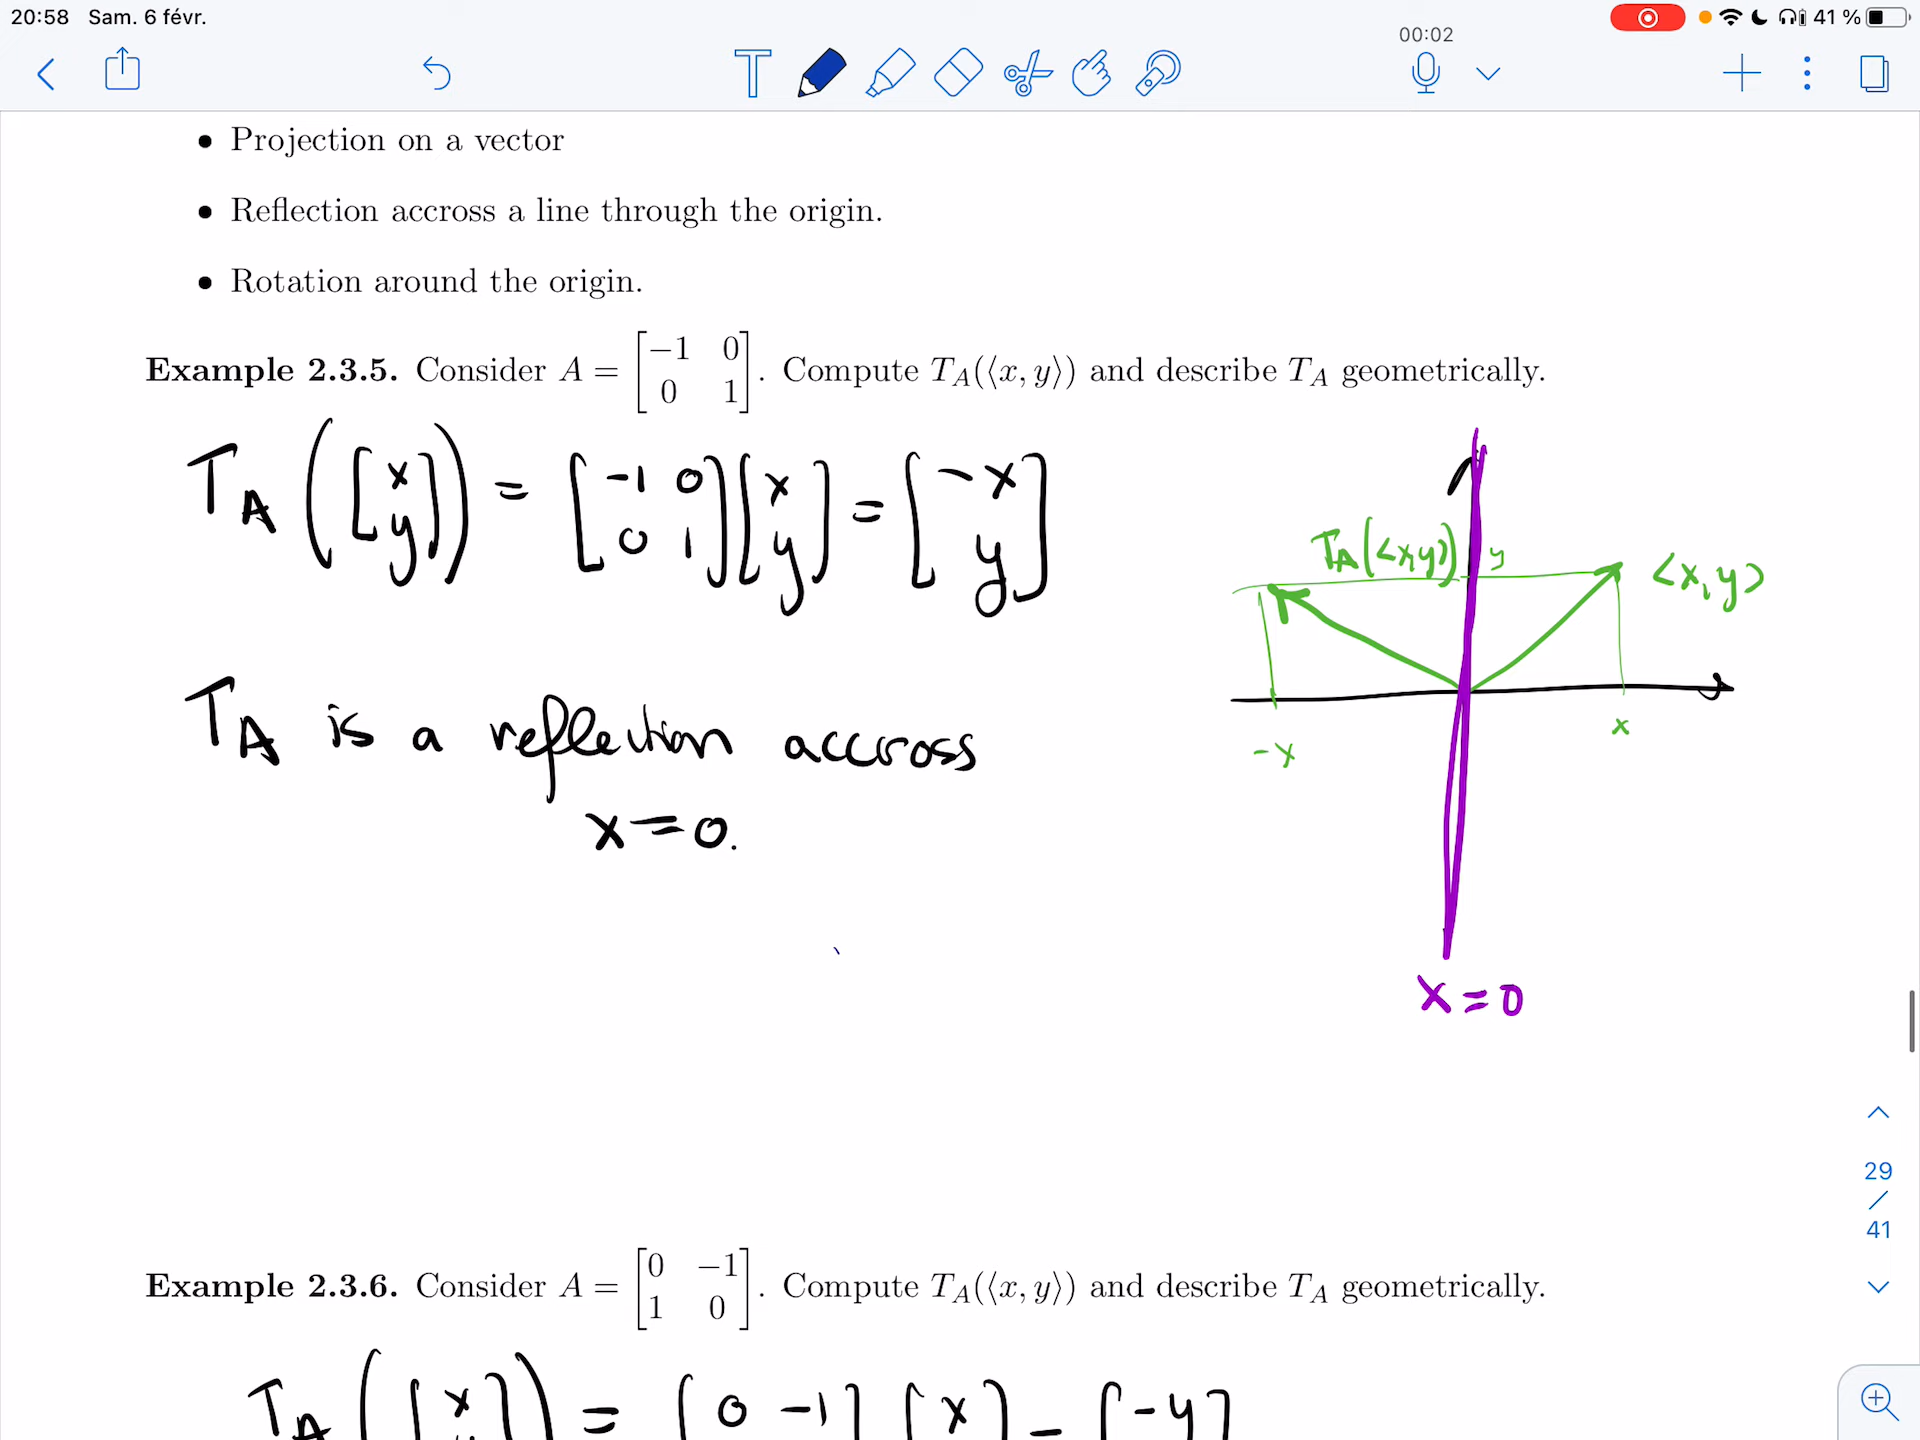 20:58 Sam. 6 févr.
41 %
00:02
T
• Projection on a vector
• Reflection accross a line through the origin.
• Rotation around the origin.
Example 2.3.5. Consider A = [−1 0; 0 1]. Compute T_A(⟨x, y⟩) and describe T_A geometrically.
T_A([x; y]) = [-1 0; 0 1][x; y] = [-x; y]
T_A is a reflection accross
x=0.
T_A(<x,y>)
y
<x,y>
-x
x
x=0
29
/
41
Example 2.3.6. Consider A = [0 −1; 1 0]. Compute T_A(⟨x, y⟩) and describe T_A geometrically.
T_A([x = [0 -1] [x] = [-y]